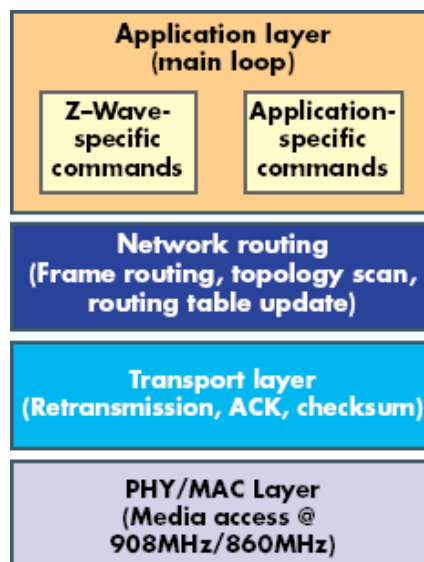 Application layer
(main loop)
Z–Wave-
specific
commands
Application-
specific
commands
Network routing
(Frame routing, topology scan,
routing table update)
Transport layer
(Retransmission, ACK, checksum)
PHY/MAC Layer
(Media access @
908MHz/860MHz)